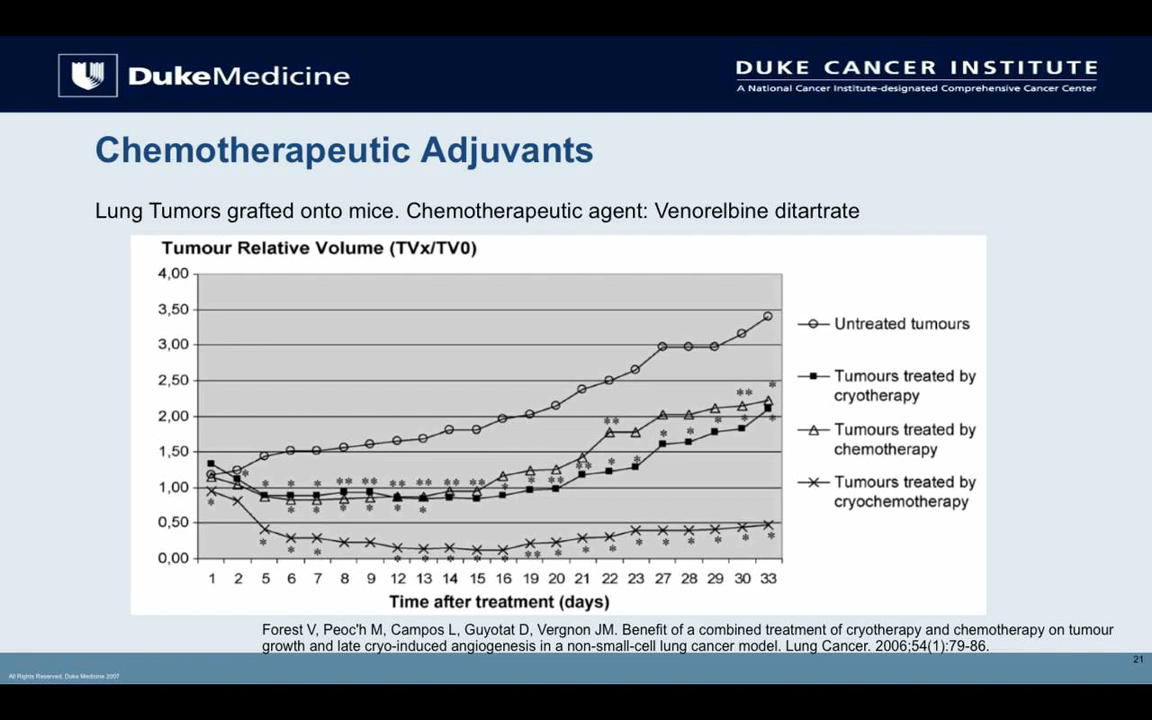 DukeMedicine
DUKE CANCER INSTITUTE
A National Cancer Institute-designated Comprehensive Cancer Center
Chemotherapeutic Adjuvants
Lung Tumors grafted onto mice. Chemotherapeutic agent: Venorelbine ditartrate
Tumour Relative Volume (TVx/TV0)
4,00
3,50
3,00
2,50
2,00
1,50
1,00
0,50
0,00
1 2 5 6 7 8 9 12 13 14 15 16 19 20 21 22 23 27 28 29 30 33
Time after treatment (days)
Untreated tumours
Tumours treated by
cryotherapy
Tumours treated by
chemotherapy
Tumours treated by
cryochemotherapy
Forest V, Peoc'h M, Campos L, Guyotat D, Vergnon JM. Benefit of a combined treatment of cryotherapy and chemotherapy on tumour
growth and late cryo-induced angiogenesis in a non-small-cell lung cancer model. Lung Cancer. 2006;54(1):79-86.
21
All Rights Reserved, Duke Medicine 2007